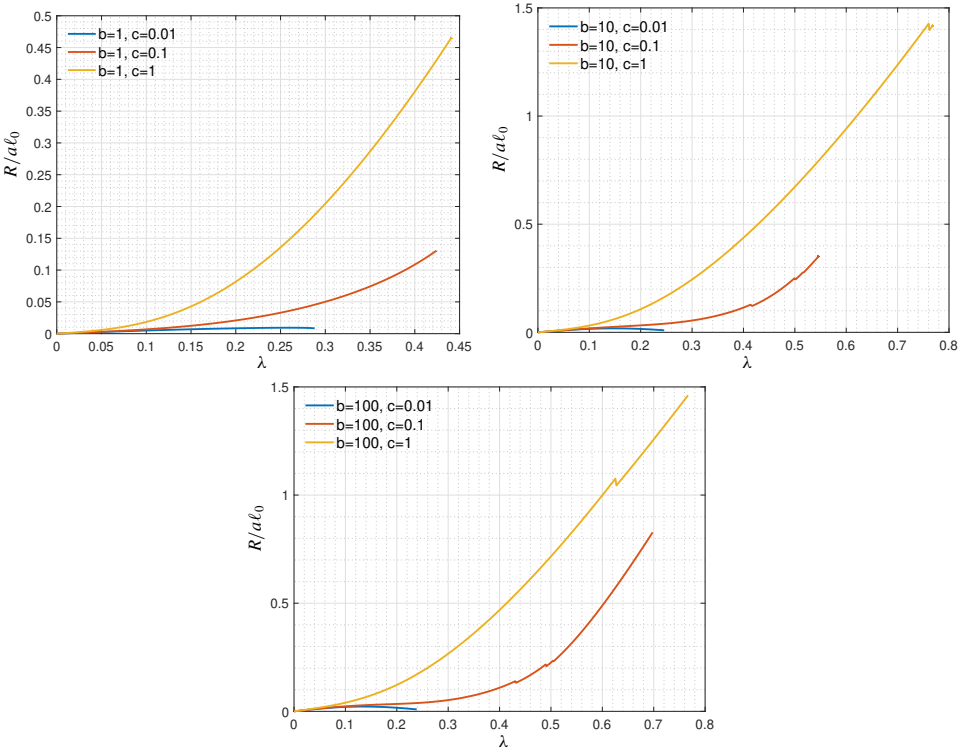 0.5
0.45
0.4
0.35
0.3
0.25
0.2
0.15
0.1
0.05
0
R/aℓ₀
b=1, c=0.01
b=1, c=0.1
b=1, c=1
0 0.05 0.1 0.15 0.2 0.25 0.3 0.35 0.4 0.45
λ
1.5
1
0.5
0
R/aℓ₀
b=10, c=0.01
b=10, c=0.1
b=10, c=1
0 0.1 0.2 0.3 0.4 0.5 0.6 0.7 0.8
λ
1.5
1
0.5
0
R/aℓ₀
b=100, c=0.01
b=100, c=0.1
b=100, c=1
0 0.1 0.2 0.3 0.4 0.5 0.6 0.7 0.8
λ